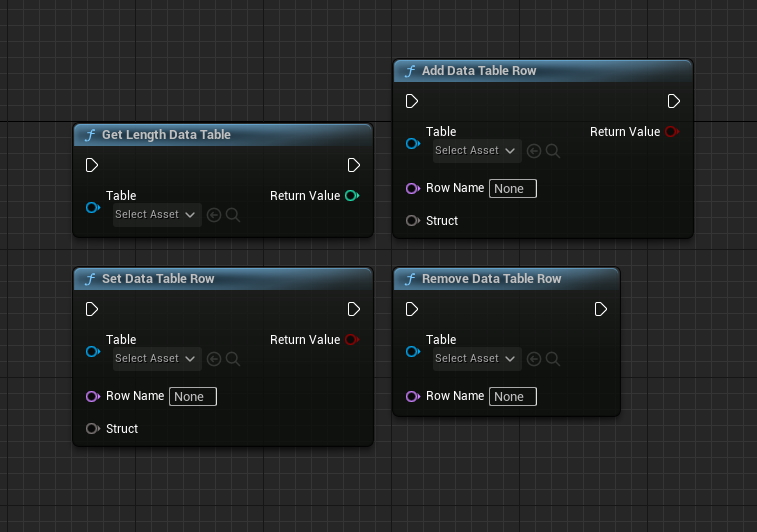 Add Data Table Row
Table
Return Value
Select Asset
Row Name None
Struct
Get Length Data Table
Table
Return Value
Select Asset
Set Data Table Row
Table
Return Value
Select Asset
Row Name None
Struct
Remove Data Table Row
Table
Select Asset
Row Name None